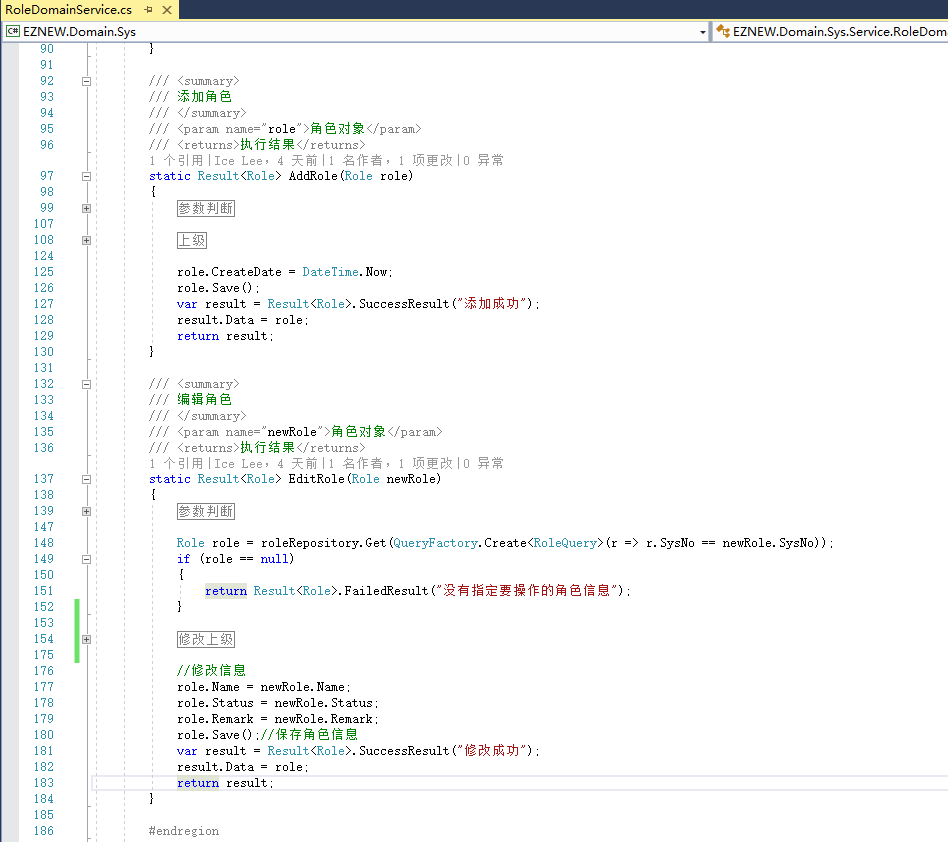 RoleDomainService.cs
EZNEW.Domain.Sys
EZNEW.Domain.Sys.Service.RoleDom
90 }
91
92 /// <summary>
93 /// 添加角色
94 /// </summary>
95 /// <param name="role">角色对象</param>
96 /// <returns>执行结果</returns>
1 个引用|Ice Lee，4 天前|1 名作者，1 项更改|0 异常
97 static Result<Role> AddRole(Role role)
98 {
99 参数判断
107
108 上级
124
125 role.CreateDate = DateTime.Now;
126 role.Save();
127 var result = Result<Role>.SuccessResult("添加成功");
128 result.Data = role;
129 return result;
130 }
131
132 /// <summary>
133 /// 编辑角色
134 /// </summary>
135 /// <param name="newRole">角色对象</param>
136 /// <returns>执行结果</returns>
1 个引用|Ice Lee，4 天前|1 名作者，1 项更改|0 异常
137 static Result<Role> EditRole(Role newRole)
138 {
139 参数判断
147
148 Role role = roleRepository.Get(QueryFactory.Create<RoleQuery>(r => r.SysNo == newRole.SysNo));
149 if (role == null)
150 {
151 return Result<Role>.FailedResult("没有指定要操作的角色信息");
152 }
153
154 修改上级
175
176 //修改信息
177 role.Name = newRole.Name;
178 role.Status = newRole.Status;
179 role.Remark = newRole.Remark;
180 role.Save();//保存角色信息
181 var result = Result<Role>.SuccessResult("修改成功");
182 result.Data = role;
183 return result;
184 }
185
186 #endregion